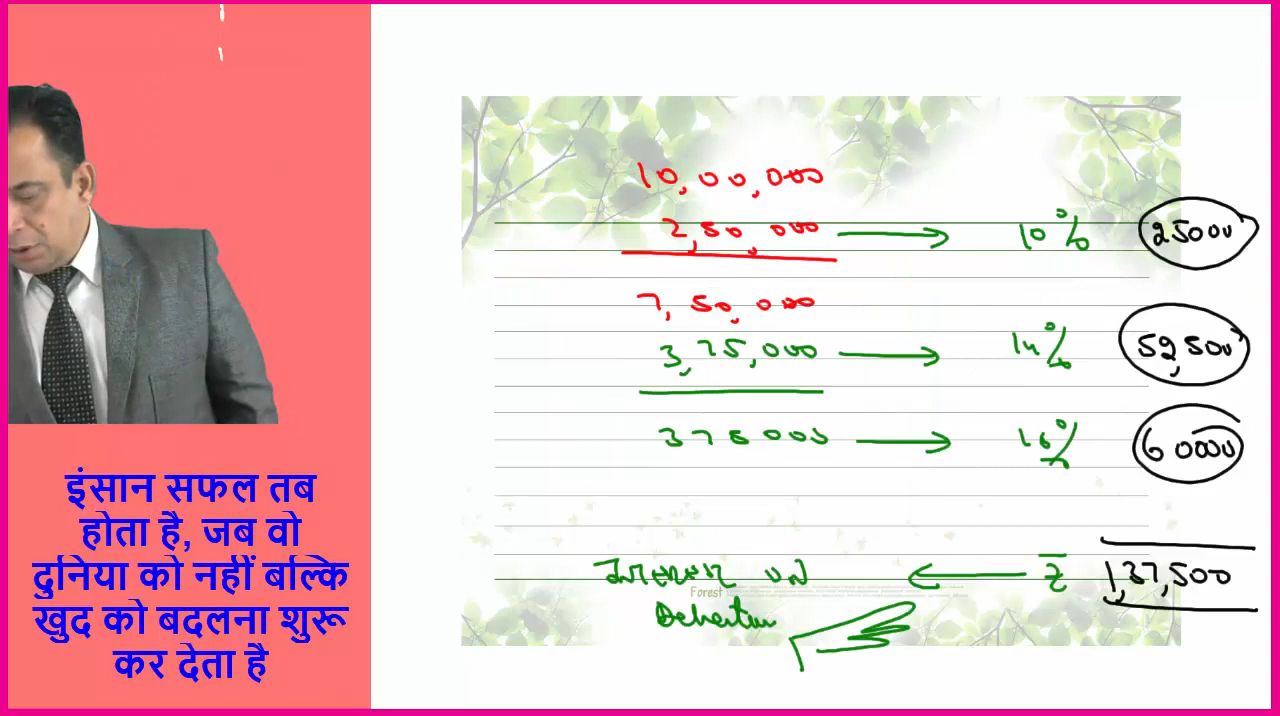 इंसान सफल तब
होता है, जब वो
दुनिया को नहीं बल्कि
खुद को बदलना शुरू
कर देता है
10,00,000
2,50,000 → 10% 25000
7,50,000
3,75,000 → 14% 52,500
375000 → 16% 60000
₹ 1,37,500
Interest on
Debenture
Forest